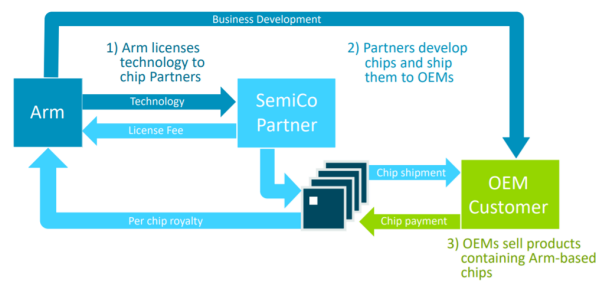 Business Development
1) Arm licenses
technology to
chip Partners
2) Partners develop
chips and ship
them to OEMs
Arm
Technology
License Fee
SemiCo
Partner
Chip shipment
OEM
Customer
Per chip royalty
Chip payment
3) OEMs sell products
containing Arm-based
chips